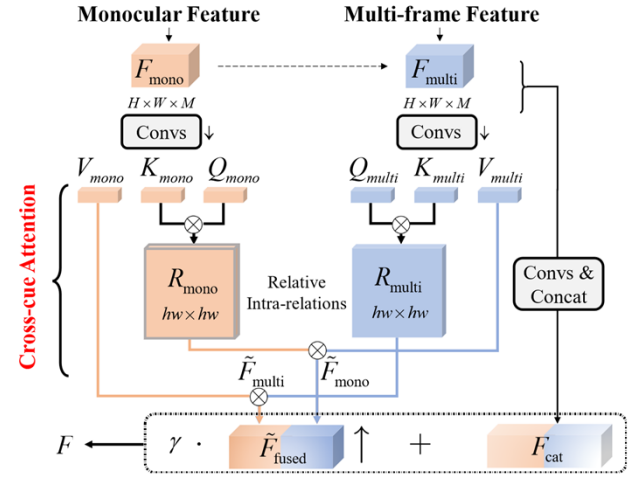 Monocular Feature
Multi-frame Feature
F_mono
F_multi
H×W×M
H×W×M
Convs ↓
Convs ↓
V_mono K_mono Q_mono
Q_multi K_multi V_multi
Cross-cue Attention
R_mono
hw×hw
Relative
Intra-relations
R_multi
hw×hw
Convs &
Concat
F̃_multi
F̃_mono
F
γ · F̃_fused ↑ + F_cat